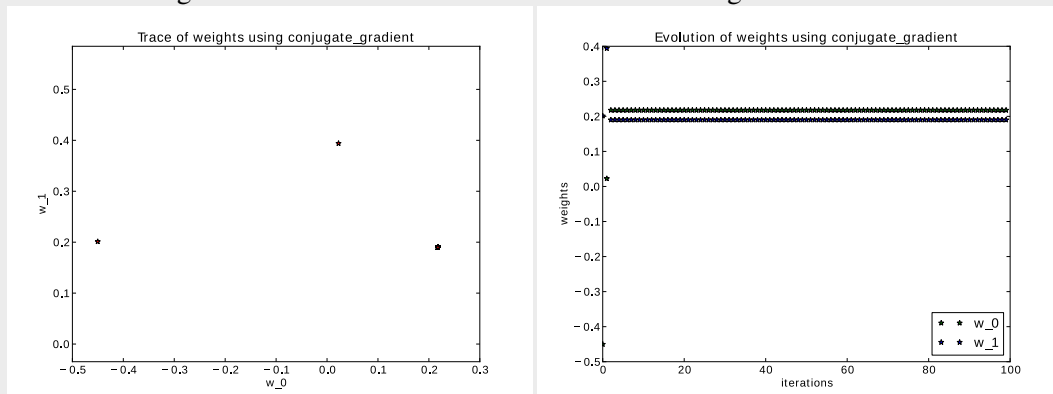 Trace of weights using conjugate_gradient
0.5
0.4
0.3
0.2
0.1
0.0
w_1
−0.5 −0.4 −0.3 −0.2 −0.1 0.0 0.1 0.2 0.3
w_0
Evolution of weights using conjugate_gradient
0.4
0.3
0.2
0.1
0.0
−0.1
−0.2
−0.3
−0.4
−0.5
weights
w_0
w_1
0 20 40 60 80 100
iterations